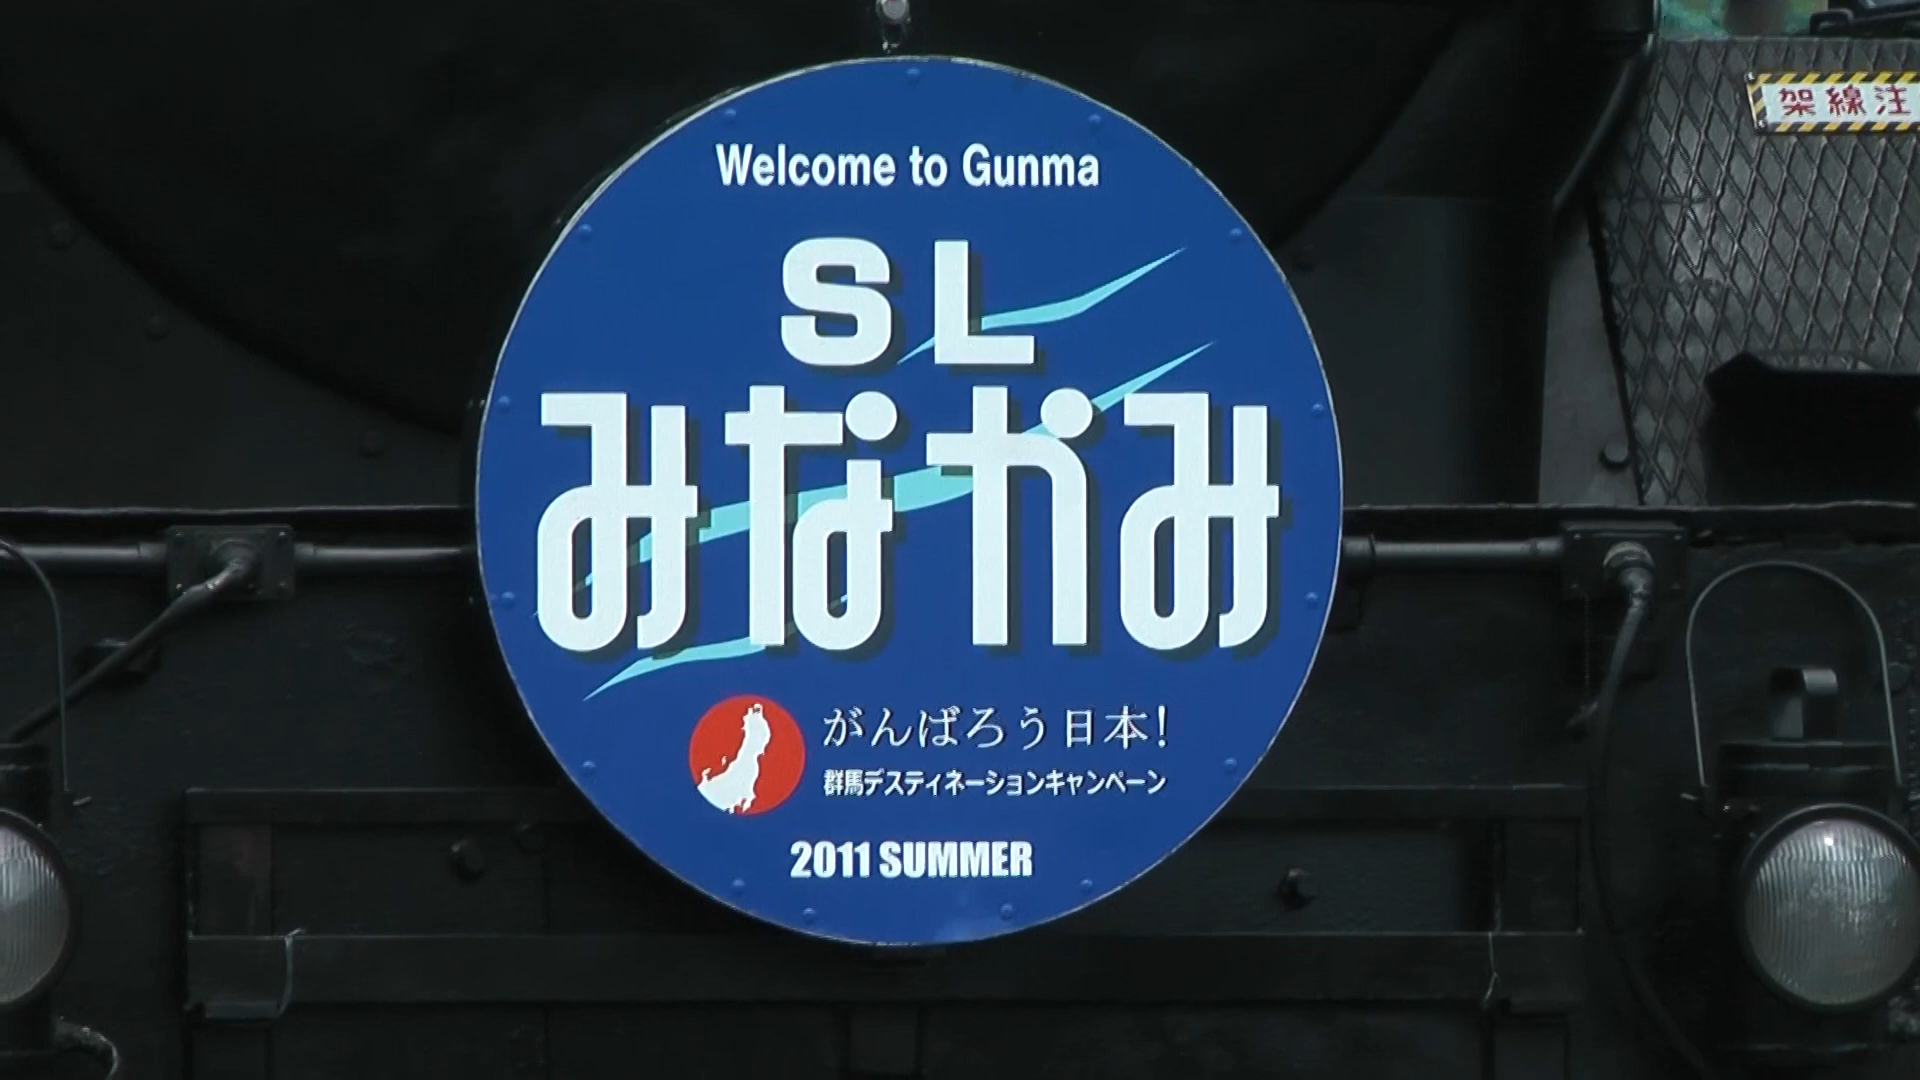 Welcome to Gunma
架線注
SL
みなかみ
がんばろう日本!
群馬デスティネーションキャンペーン
2011 SUMMER